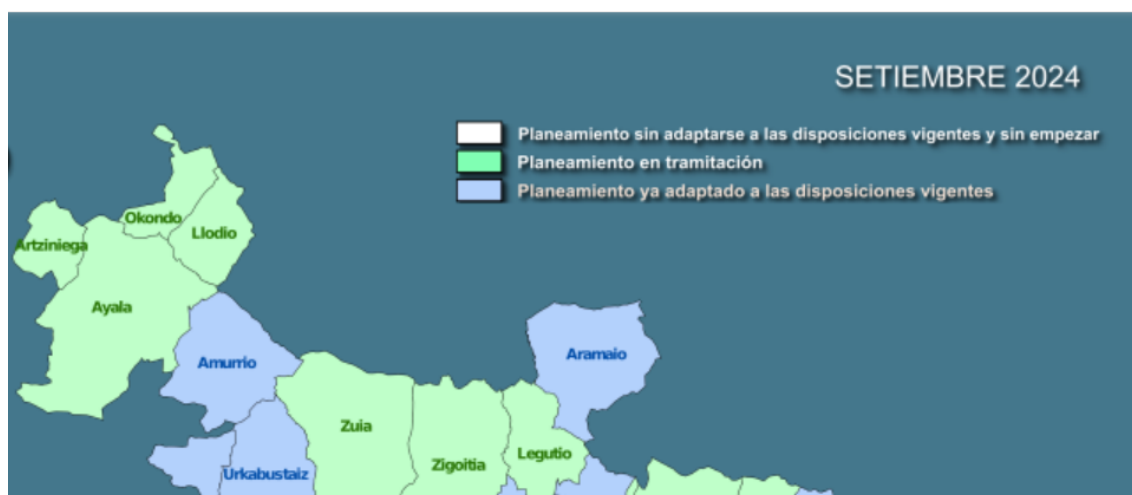 SETIEMBRE 2024
Planeamiento sin adaptarse a las disposiciones vigentes y sin empezar
Planeamiento en tramitación
Planeamiento ya adaptado a las disposiciones vigentes
Okondo
Llodio
Artziniega
Ayala
Amurrio
Aramaio
Zuia
Legutio
Zigoitia
Urkabustaiz